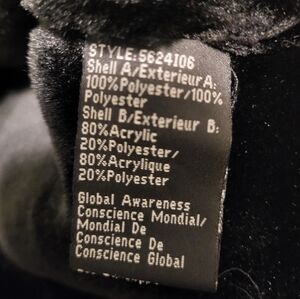 STYLE:5624I06
Shell A/Exterieur A:
100%Polyester/100%
Polyester
Shell B/Exterieur B:
80%Acrylic
20%Polyester/
80%Acrylique
20%Polyester
Global Awareness
Conscience Mondial/
Mondial De
Conscience De
Conscience Global